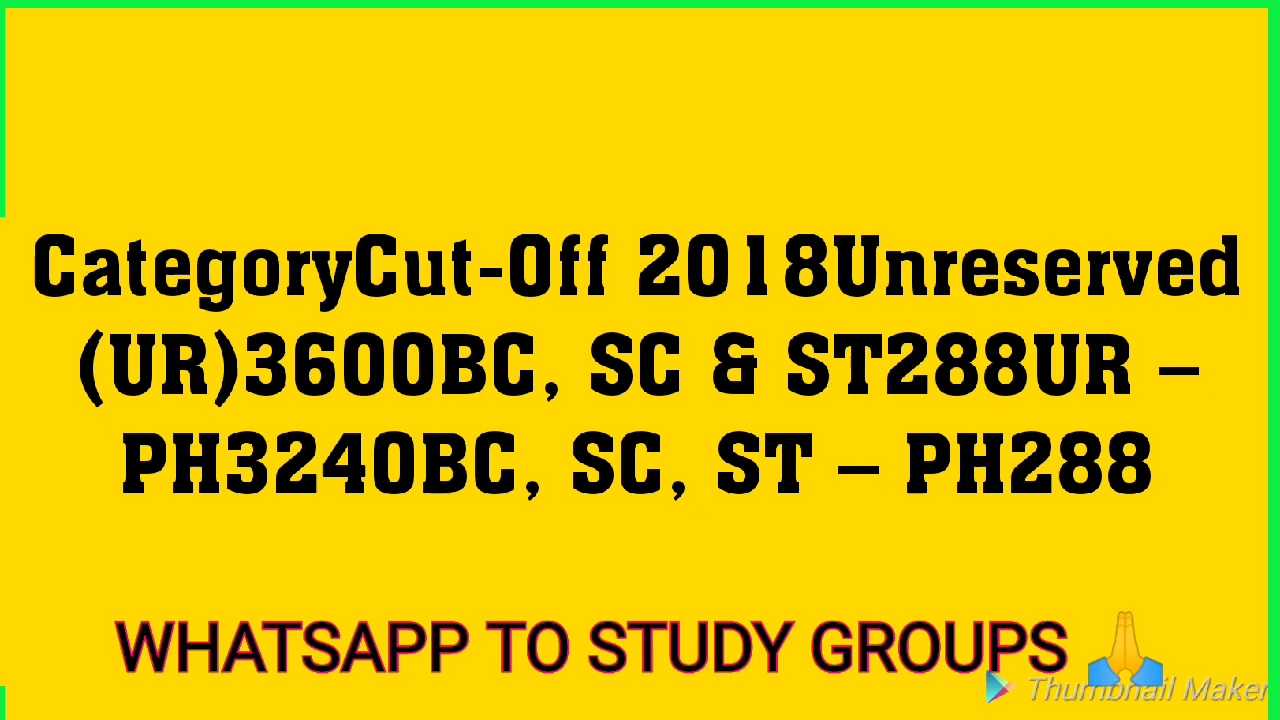 CategoryCut-Off 2018Unreserved
(UR)3600BC, SC & ST288UR –
PH3240BC, SC, ST – PH288
WHATSAPP TO STUDY GROUPS 🙏
Thumbnail Maker